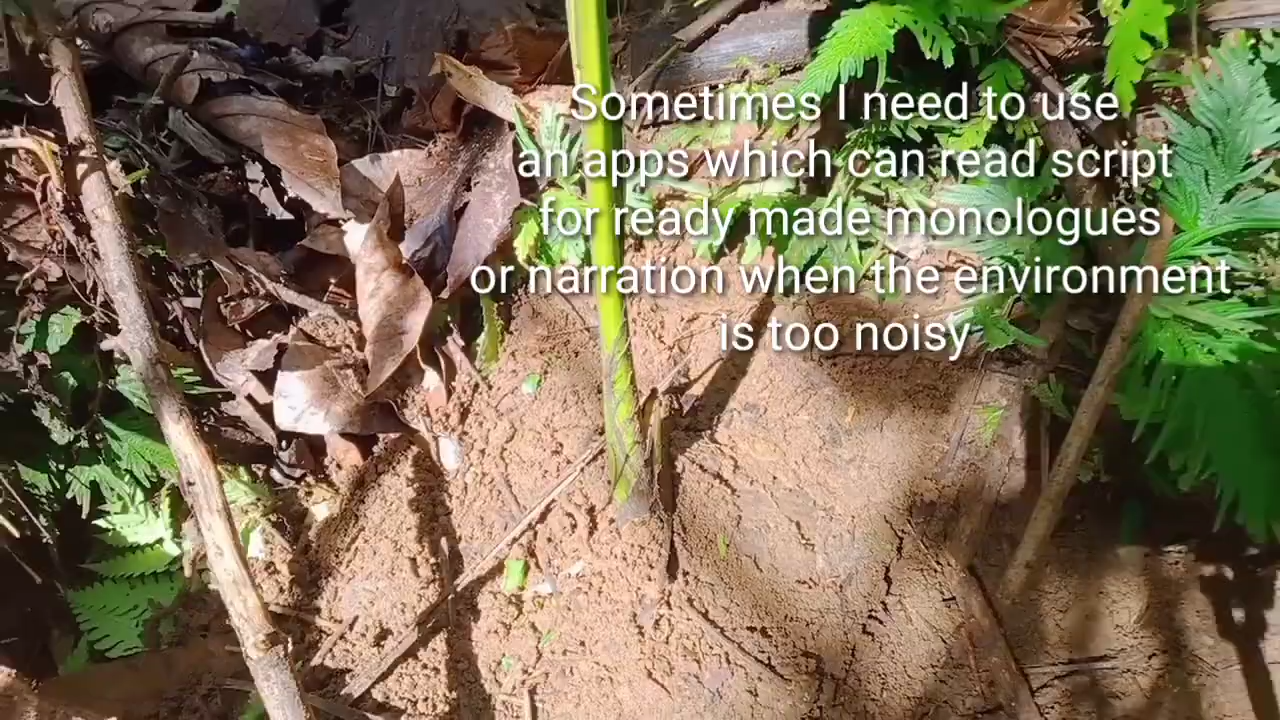 Sometimes I need to use
an apps which can read script
for ready made monologues
or narration when the environment
is too noisy